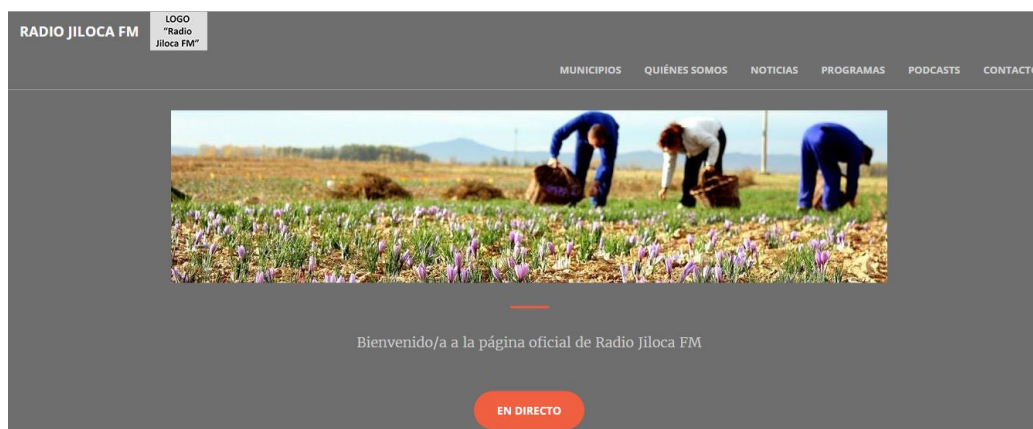 RADIO JILOCA FM
LOGO
"Radio
Jiloca FM"
MUNICIPIOS QUIÉNES SOMOS NOTICIAS PROGRAMAS PODCASTS CONTACTO
Bienvenido/a a la página oficial de Radio Jiloca FM
EN DIRECTO